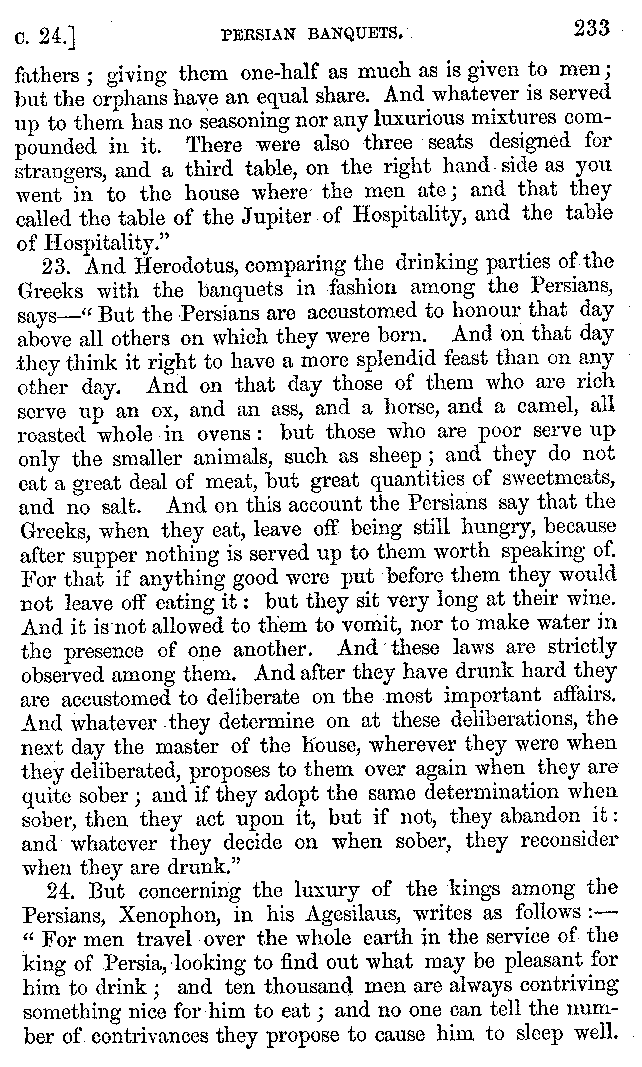 C. 24.] PERSIAN BANQUETS. 233
fathers ; giving them one-half as much as is given to men ;
but the orphans have an equal share. And whatever is served
up to them has no seasoning nor any luxurious mixtures com-
pounded in it. There were also three seats designed for
strangers, and a third table, on the right hand side as you
went in to the house where the men ate ; and that they
called the table of the Jupiter of Hospitality, and the table
of Hospitality.”
23. And Herodotus, comparing the drinking parties of the
Greeks with the banquets in fashion among the Persians,
says—“ But the Persians are accustomed to honour that day
above all others on which they were born. And on that day
they think it right to have a more splendid feast than on any
other day. And on that day those of them who are rich
serve up an ox, and an ass, and a horse, and a camel, all
roasted whole in ovens : but those who are poor serve up
only the smaller animals, such as sheep ; and they do not
eat a great deal of meat, but great quantities of sweetmeats,
and no salt. And on this account the Persians say that the
Greeks, when they eat, leave off being still hungry, because
after supper nothing is served up to them worth speaking of.
For that if anything good were put before them they would
not leave off eating it : but they sit very long at their wine.
And it is not allowed to them to vomit, nor to make water in
the presence of one another. And these laws are strictly
observed among them. And after they have drunk hard they
are accustomed to deliberate on the most important affairs.
And whatever they determine on at these deliberations, the
next day the master of the house, wherever they were when
they deliberated, proposes to them over again when they are
quite sober ; and if they adopt the same determination when
sober, then they act upon it, but if not, they abandon it :
and whatever they decide on when sober, they reconsider
when they are drunk.”
24. But concerning the luxury of the kings among the
Persians, Xenophon, in his Agesilaus, writes as follows :—
“ For men travel over the whole earth in the service of the
king of Persia, looking to find out what may be pleasant for
him to drink ; and ten thousand men are always contriving
something nice for him to eat ; and no one can tell the num-
ber of contrivances they propose to cause him to sleep well.